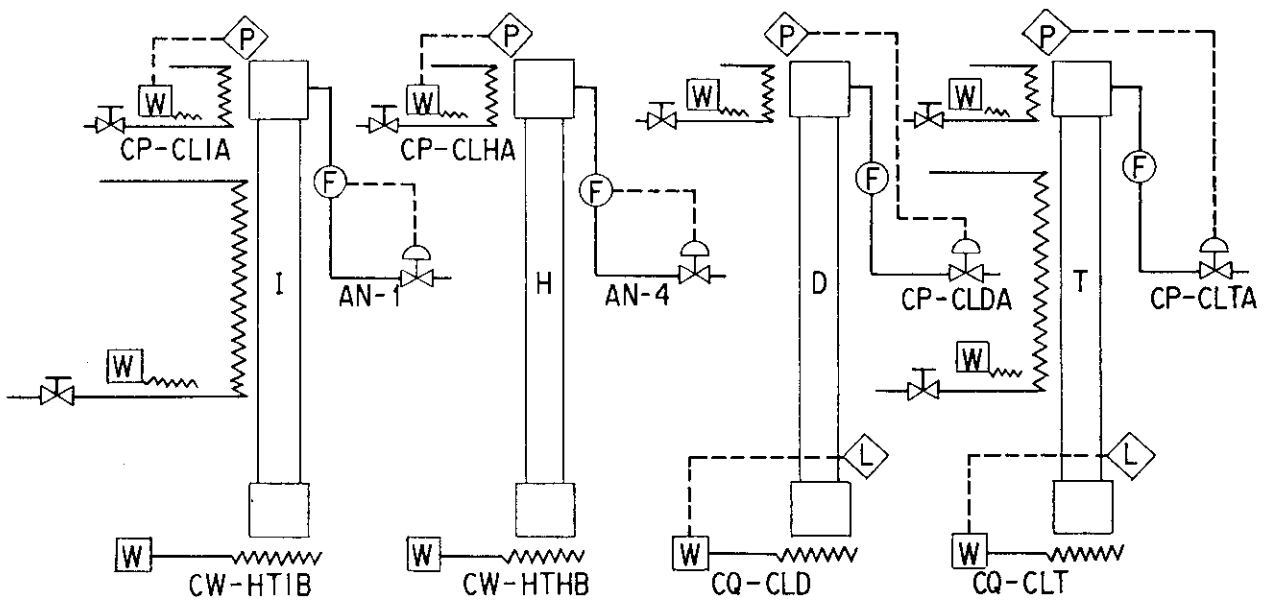 P P P P
W W W W
CP-CLIA CP-CLHA
F F F F
I H D T
AN-1 AN-4 CP-CLDA CP-CLTA
W W
L L
W W W W
CW-HTIB CW-HTHB CQ-CLD CQ-CLT